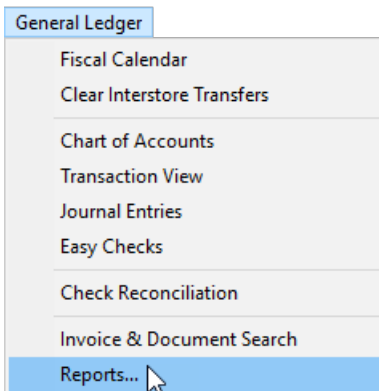 General Ledger
Fiscal Calendar
Clear Interstore Transfers
Chart of Accounts
Transaction View
Journal Entries
Easy Checks
Check Reconciliation
Invoice & Document Search
Reports...